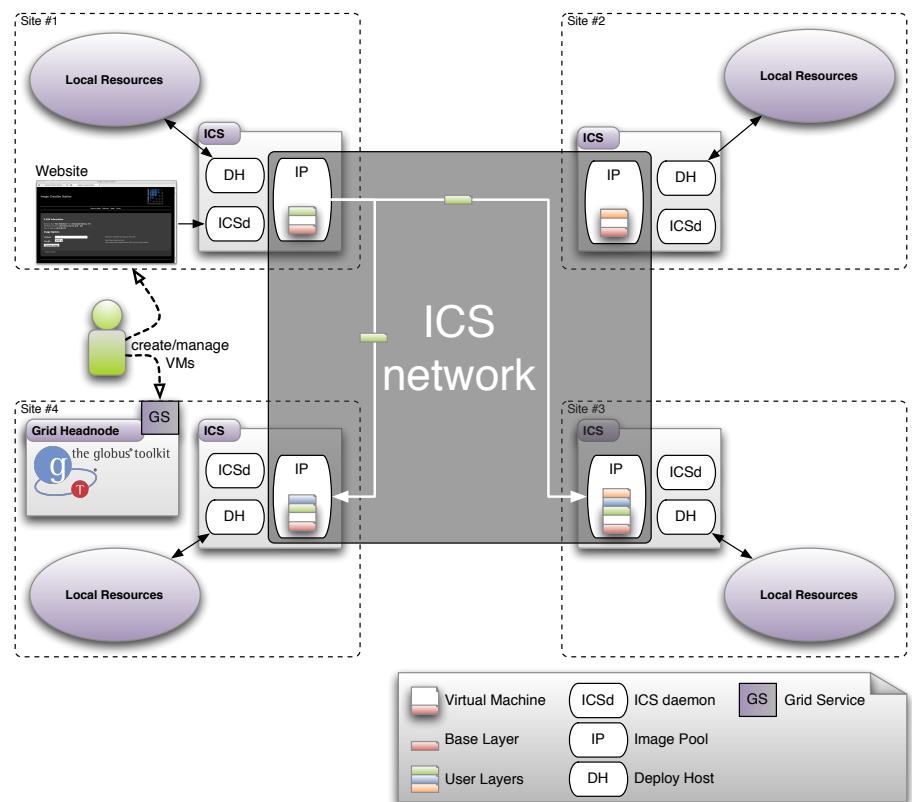 Site #1
Local Resources
ICS
DH
IP
ICSd
Website
Site #2
Local Resources
ICS
IP
DH
ICSd
create/manage
VMs
ICS
network
Site #4
GS
Grid Headnode
the globus® toolkit
g
T
ICS
ICSd
IP
DH
Local Resources
Site #3
ICS
IP
ICSd
DH
Local Resources
Virtual Machine
ICSd
ICS daemon
GS
Grid Service
Base Layer
IP
Image Pool
User Layers
DH
Deploy Host